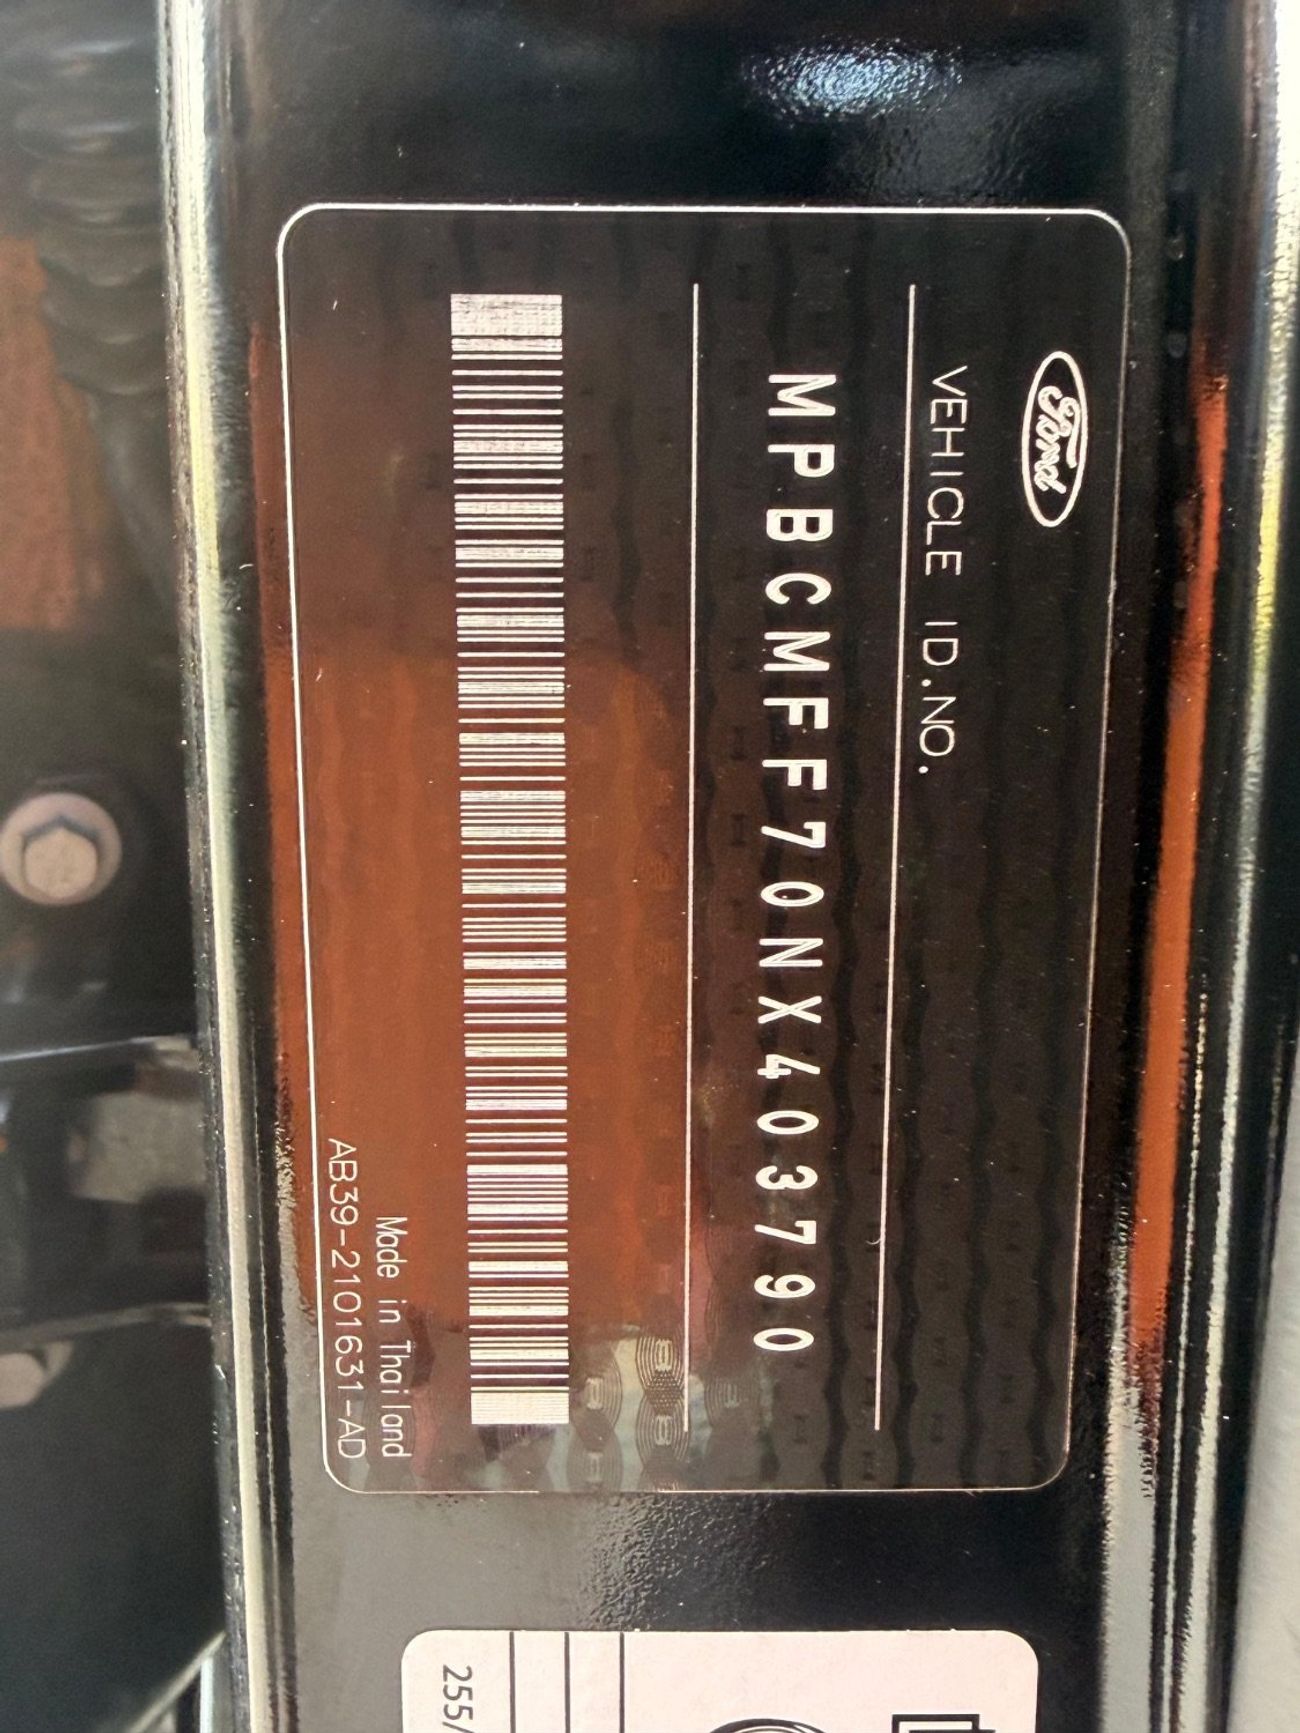 Ford
VEHICLE ID.NO.
MPBCMFF70NX403790
Made in Thailand
AB39-2101631-AD
255/